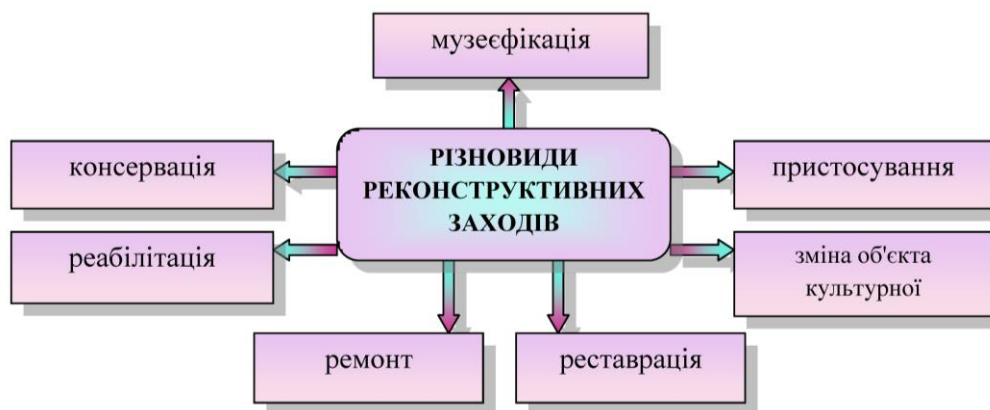 музеєфікація
консервація
РІЗНОВИДИ
РЕКОНСТРУКТИВНИХ
ЗАХОДІВ
пристосування
реабілітація
зміна об'єкта
культурної
ремонт
реставрація